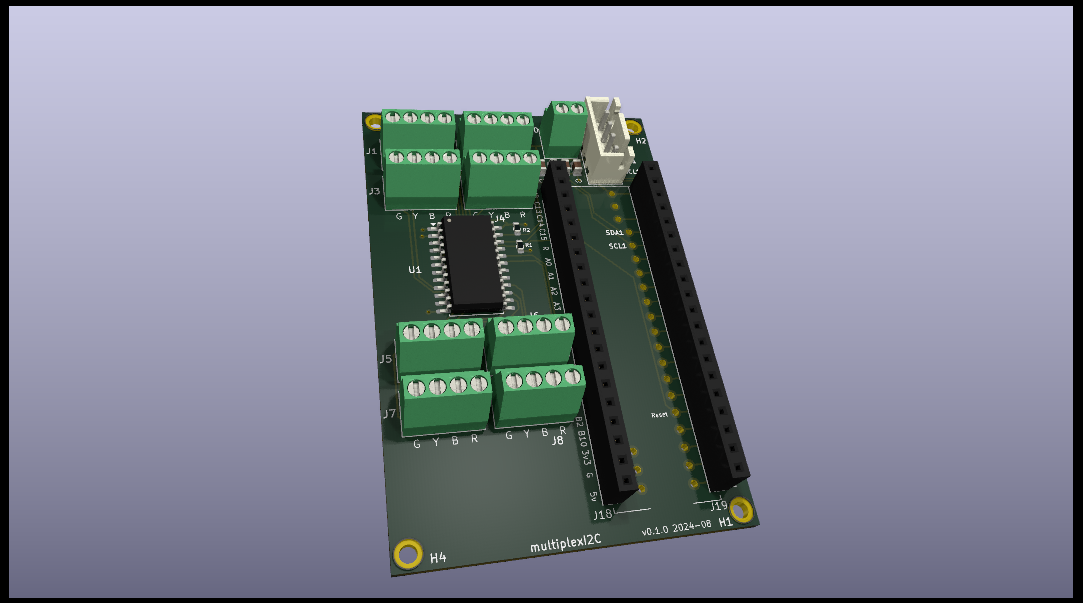 H2
J1
J3
G Y B
Y B R
J4
C13 C14 C15 R A0 A1 A2 A3
R2
R1
SDA1
SCL1
U1
J5
J7
Reset
G Y B R
G Y B R
J8
B2 B10 3v3 G 5v
J18
J19
v0.1.0 2024-08
H1
multiplexI2C
H4